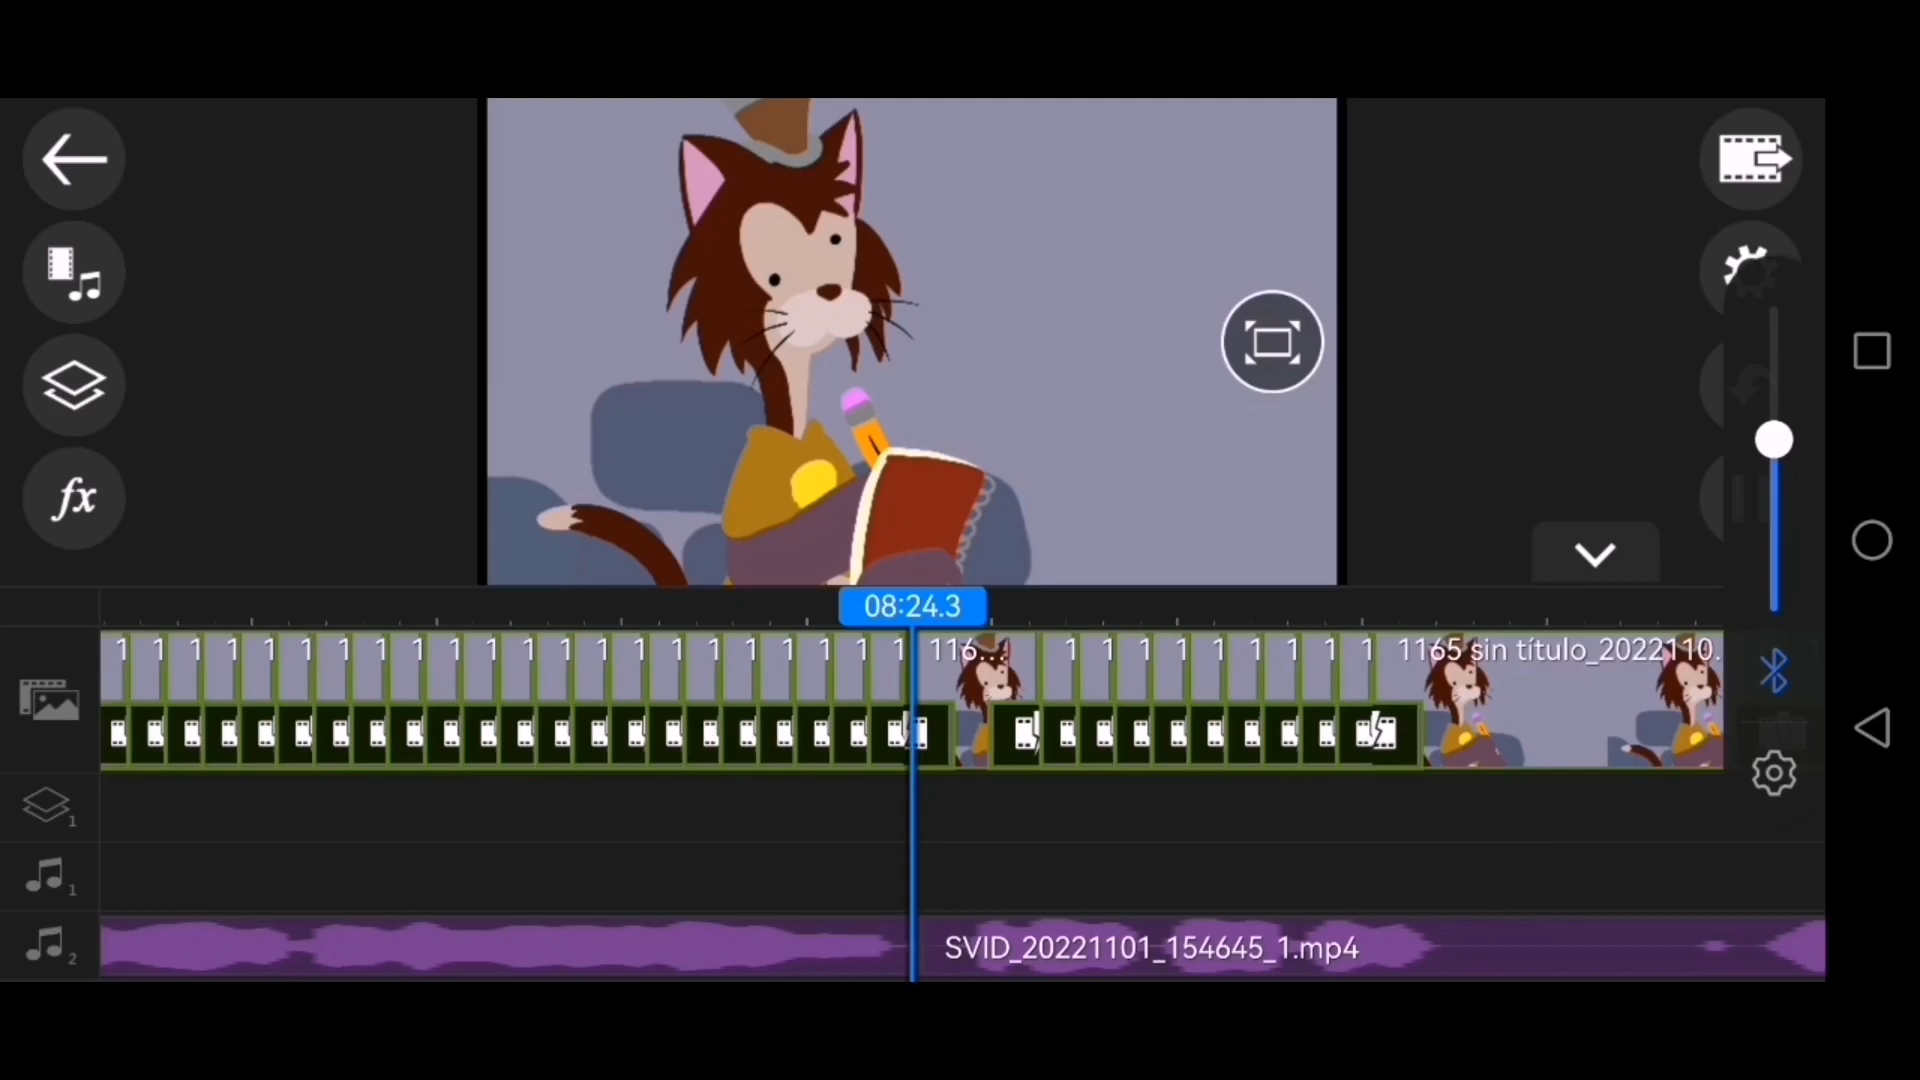 fx
08:24.3
1 1 1 1 1 1 1 1 1 1 1 1 1 1 1 1 1 1 1 1 1 1 116... 1 1 1 1 1 1 1 1 1 1165 sin título_2022110.
1
1
SVID_20221101_154645_1.mp4
2